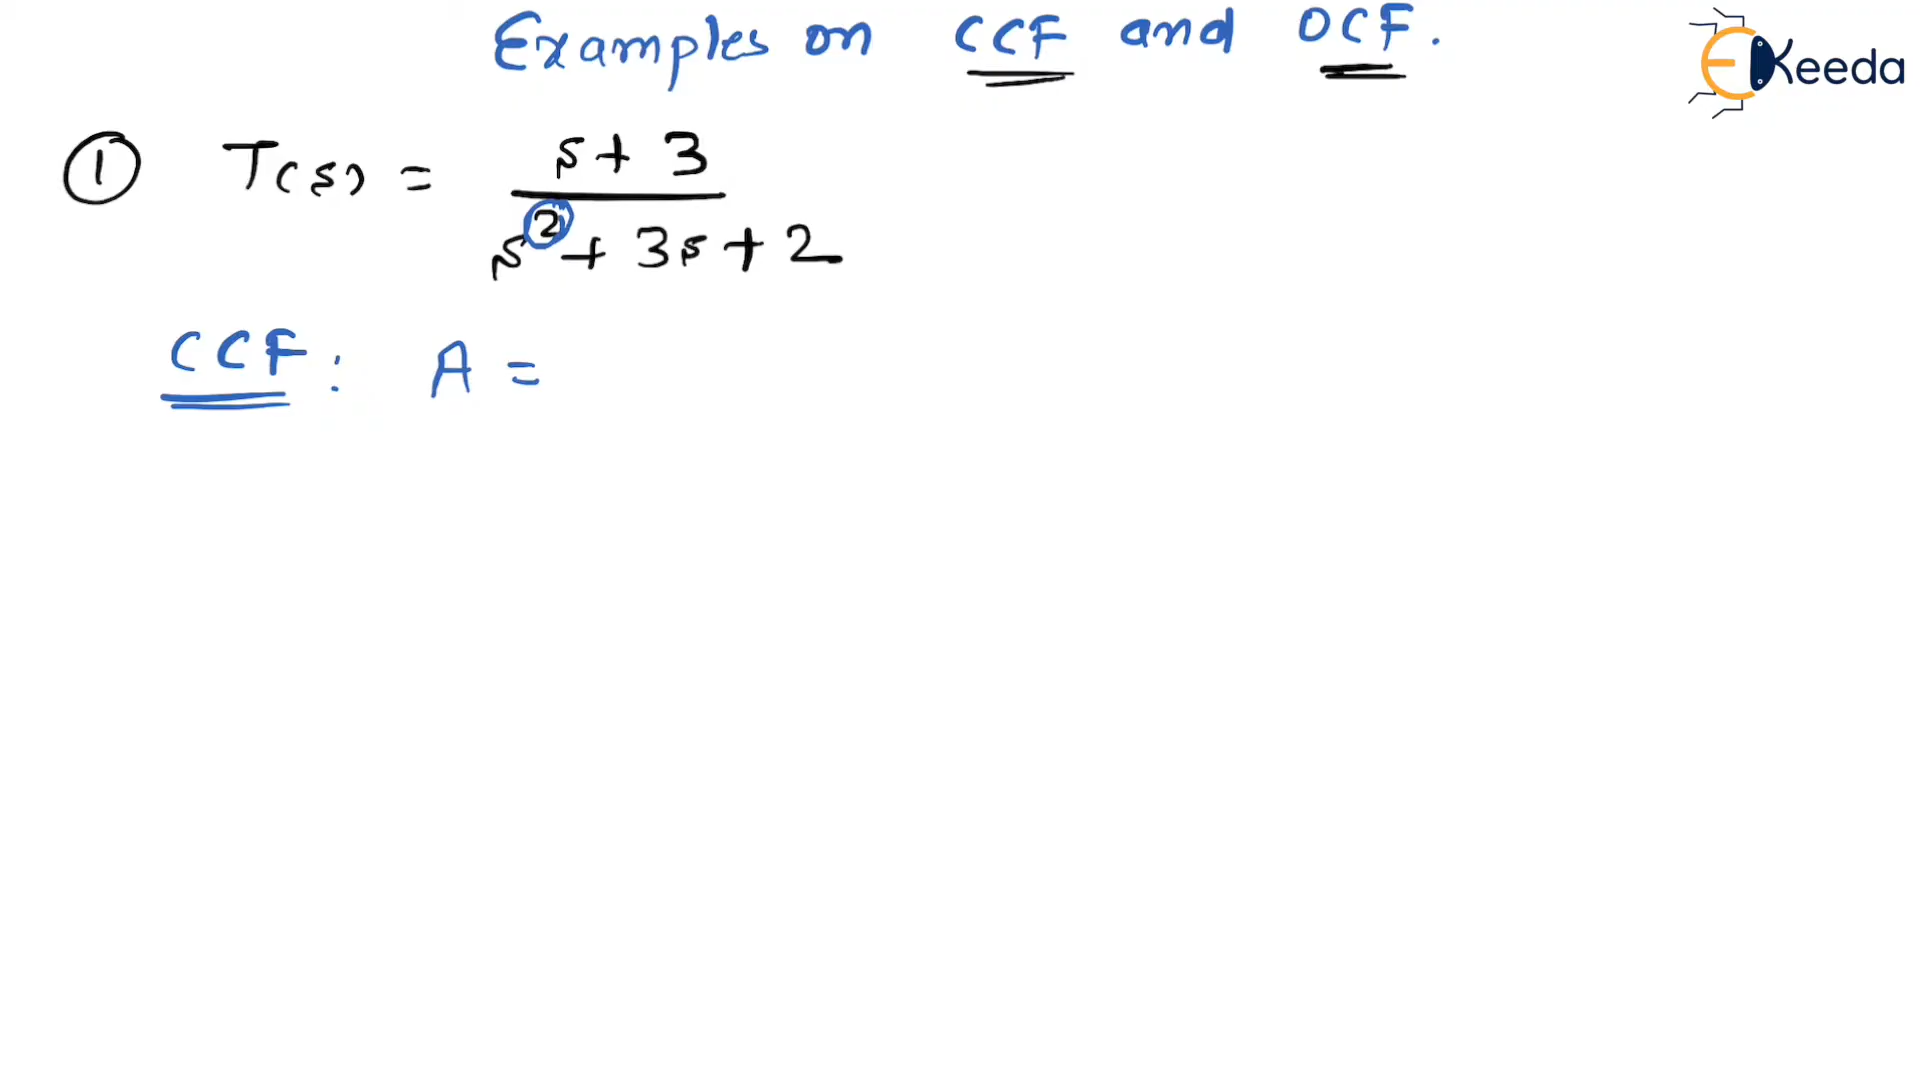 Examples on CCF and OCF.
EKeeda
① T(s) = s + 3
s² + 3s + 2
CCF : A =